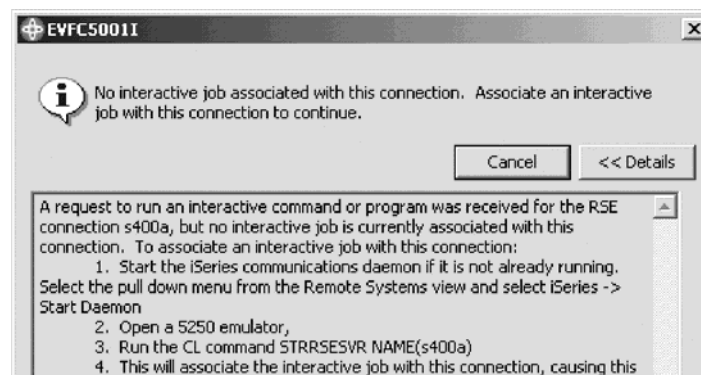 EVFC5001I
No interactive job associated with this connection. Associate an interactive
job with this connection to continue.
Cancel
<< Details
A request to run an interactive command or program was received for the RSE
connection s400a, but no interactive job is currently associated with this
connection. To associate an interactive job with this connection:
1. Start the iSeries communications daemon if it is not already running.
Select the pull down menu from the Remote Systems view and select iSeries ->
Start Daemon
2. Open a 5250 emulator,
3. Run the CL command STRRSESVR NAME(s400a)
4. This will associate the interactive job with this connection, causing this